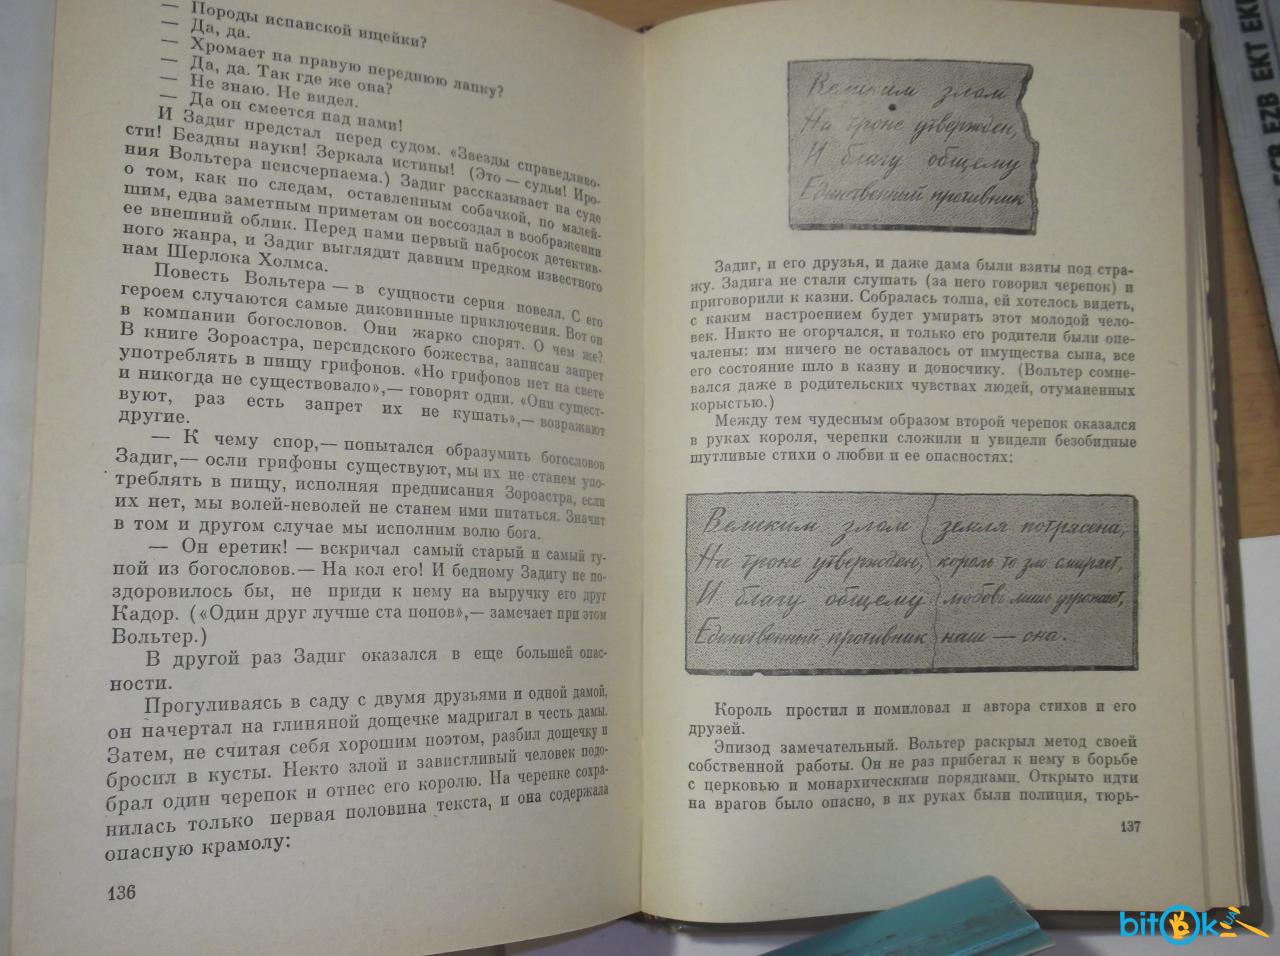 — Породы испанской ищейки?
— Да, да.
— Хромает на правую переднюю лапку?
— Да, да. Так где же она?
— Не знаю. Не видел.
— Да он смеется над нами!
И Задиг предстал перед судом. «Звезды справедливо-
сти! Бездны науки! Зеркала истины! (Это — судьи! Иро-
ния Вольтера неисчерпаема.) Задиг рассказывает на суде
о том, как по следам, оставленным собачкой, по малей-
шим, едва заметным приметам он воссоздал в воображении
ее внешний облик. Перед нами первый набросок детектив-
ного жанра, и Задиг выглядит давним предком известного
нам Шерлока Холмса.
Повесть Вольтера — в сущности серия новелл. С его
героем случаются самые диковинные приключения. Вот он
в компании богословов. Они жарко спорят. О чем же?
В книге Зороастра, персидского божества, записан запрет
употреблять в пищу грифонов. «Но грифонов нет на свете
и никогда не существовало»,— говорят одни. «Они сущест-
вуют, раз есть запрет их не кушать»,— возражают
другие.
— К чему спор,— попытался образумить богословов
Задиг,— осли грифоны существуют, мы их не станем упо-
треблять в пищу, исполняя предписания Зороастра, если
их нет, мы волей-неволей не станем ими питаться. Значит
в том и другом случае мы исполним волю бога.
— Он еретик! — вскричал самый старый и самый ту-
пой из богословов.— На кол его! И бедному Задигу не по-
здоровилось бы, не приди к нему на выручку его друг
Кадор. («Один друг лучше ста попов»,— замечает при этом
Вольтер.)
В другой раз Задиг оказался в еще большей опас-
ности.
Прогуливаясь в саду с двумя друзьями и одной дамой,
он начертал на глиняной дощечке мадригал в честь дамы.
Затем, не считая себя хорошим поэтом, разбил дощечку и
бросил в кусты. Некто злой и завистливый человек подо-
брал один черепок и отнес его королю. На черепке сохра-
нилась только первая половина текста, и она содержала
опасную крамолу:
136
Великим злом
На троне утвержден,
И благу общему
Единственный противник
Задиг, и его друзья, и даже дама были взяты под стра-
жу. Задига не стали слушать (за него говорил черепок) и
приговорили к казни. Собралась толпа, ей хотелось видеть,
с каким настроением будет умирать этот молодой чело-
век. Никто не огорчался, и только его родители были опе-
чалены: им ничего не оставалось от имущества сына, все
его состояние шло в казну и доносчику. (Вольтер сомне-
вался даже в родительских чувствах людей, отуманенных
корыстью.)
Между тем чудесным образом второй черепок оказался
в руках короля, черепки сложили и увидели безобидные
шутливые стихи о любви и ее опасностях:
Великим злом земля потрясена,
На троне утвержден, король то зло смиряет,
И благу общему любовь лишь угрожает,
Единственный противник наш — она.
Король простил и помиловал и автора стихов и его
друзей.
Эпизод замечательный. Вольтер раскрыл метод своей
собственной работы. Он не раз прибегал к нему в борьбе
с церковью и монархическими порядками. Открыто идти
на врагов было опасно, в их руках были полиция, тюрь-
137
EZB EKT
bitOk